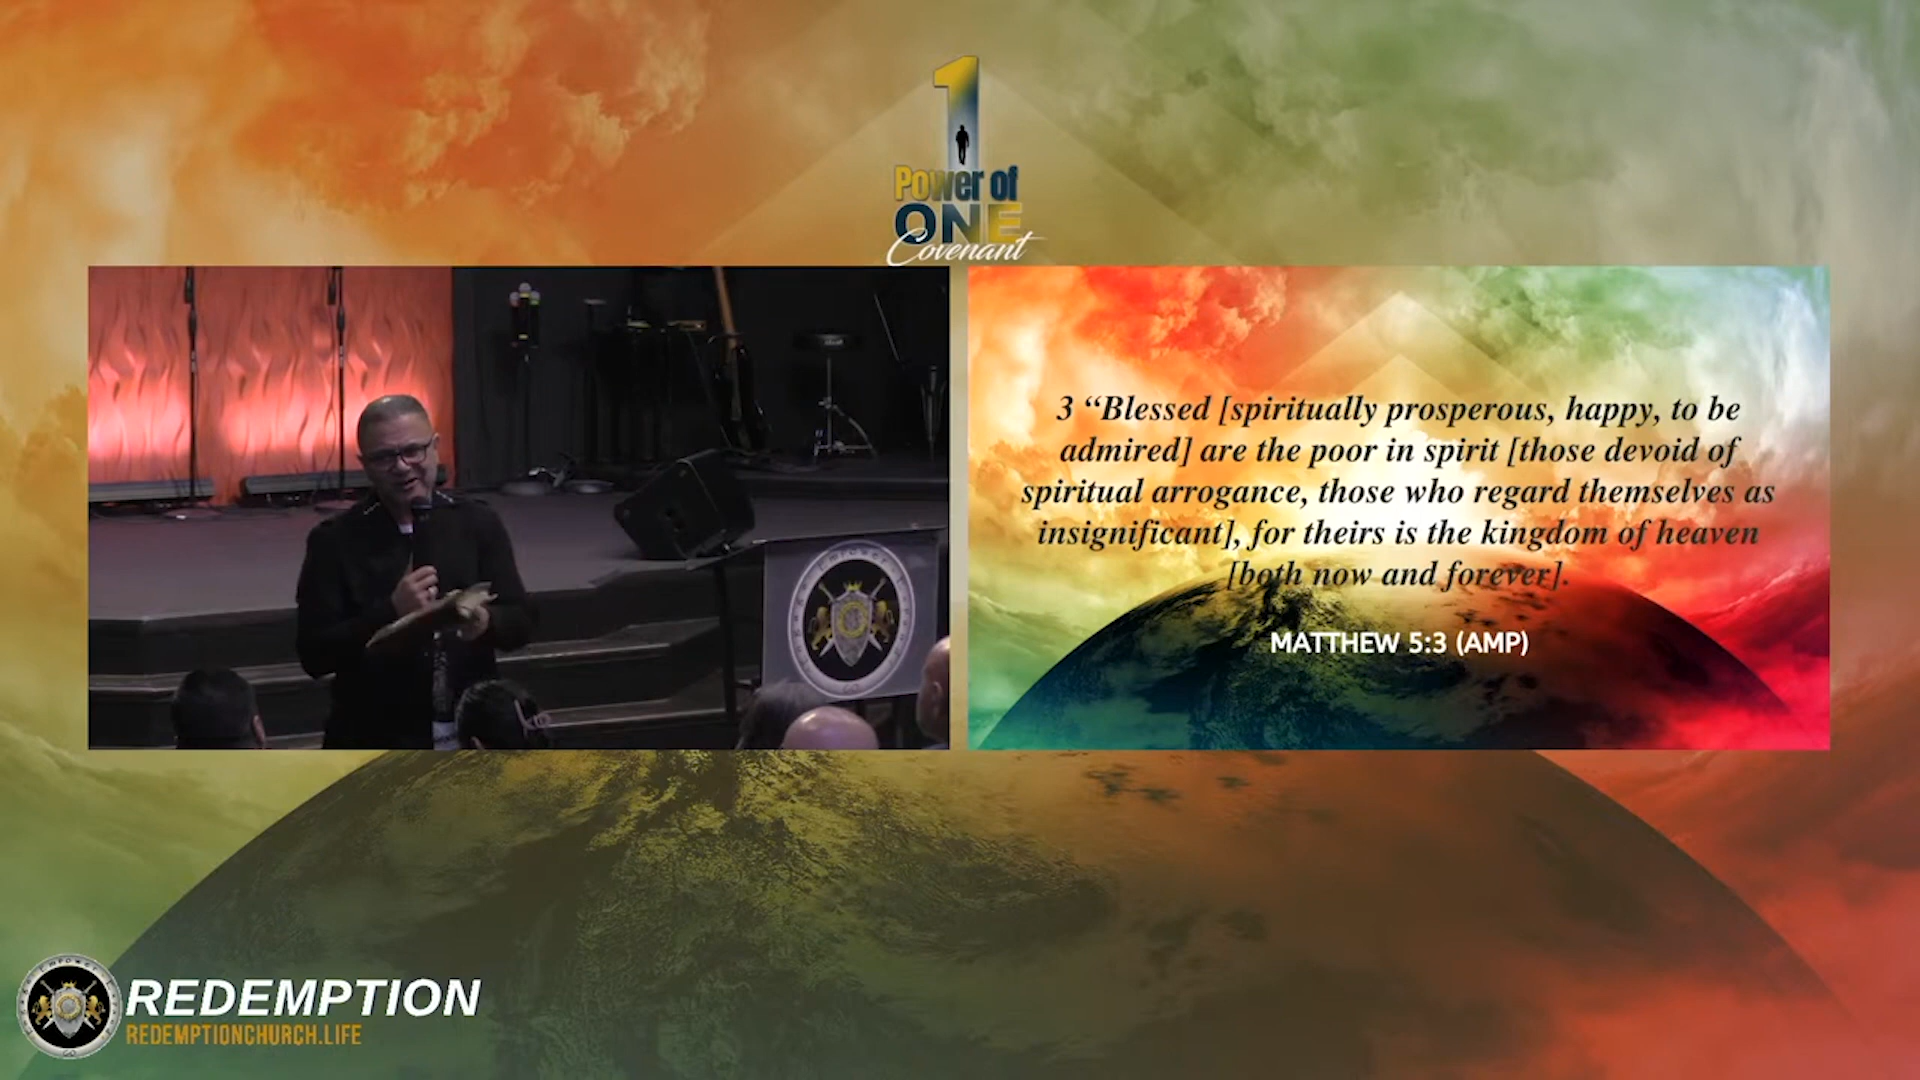 1
Power of
ONE
Covenant
3 “Blessed [spiritually prosperous, happy, to be
admired] are the poor in spirit [those devoid of
spiritual arrogance, those who regard themselves as
insignificant], for theirs is the kingdom of heaven
[both now and forever].
MATTHEW 5:3 (AMP)
REDEMPTION
REDEMPTIONCHURCH.LIFE